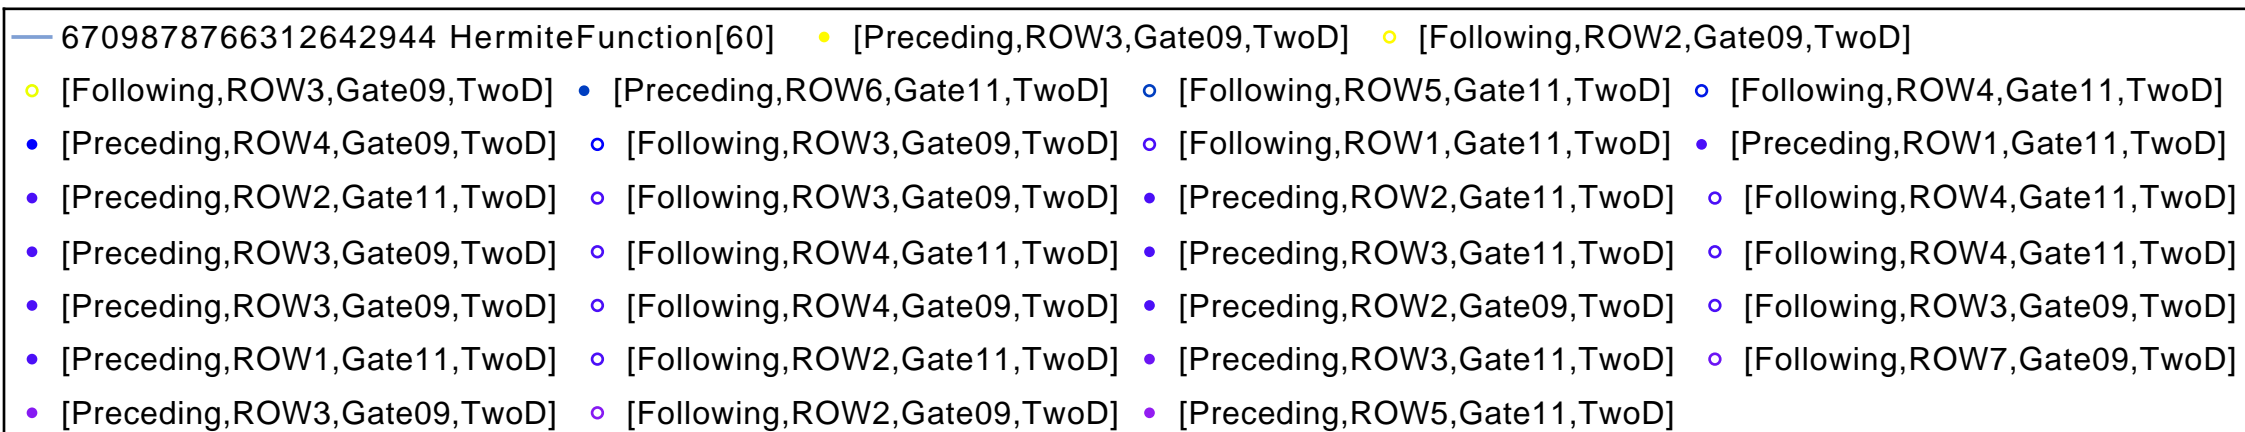 6709878766312642944 HermiteFunction[60] [Preceding,ROW3,Gate09,TwoD] [Following,ROW2,Gate09,TwoD]
[Following,ROW3,Gate09,TwoD] [Preceding,ROW6,Gate11,TwoD] [Following,ROW5,Gate11,TwoD] [Following,ROW4,Gate11,TwoD]
[Preceding,ROW4,Gate09,TwoD] [Following,ROW3,Gate09,TwoD] [Following,ROW1,Gate11,TwoD] [Preceding,ROW1,Gate11,TwoD]
[Preceding,ROW2,Gate11,TwoD] [Following,ROW3,Gate09,TwoD] [Preceding,ROW2,Gate11,TwoD] [Following,ROW4,Gate11,TwoD]
[Preceding,ROW3,Gate09,TwoD] [Following,ROW4,Gate11,TwoD] [Preceding,ROW3,Gate11,TwoD] [Following,ROW4,Gate11,TwoD]
[Preceding,ROW3,Gate09,TwoD] [Following,ROW4,Gate09,TwoD] [Preceding,ROW2,Gate09,TwoD] [Following,ROW3,Gate09,TwoD]
[Preceding,ROW1,Gate11,TwoD] [Following,ROW2,Gate11,TwoD] [Preceding,ROW3,Gate11,TwoD] [Following,ROW7,Gate09,TwoD]
[Preceding,ROW3,Gate09,TwoD] [Following,ROW2,Gate09,TwoD] [Preceding,ROW5,Gate11,TwoD]